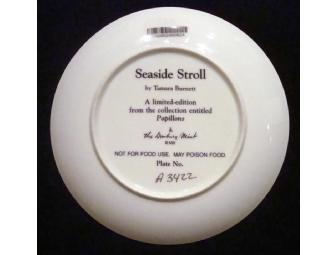 Seaside Stroll
by Tamara Burnett
A limited-edition
from the collection entitled
Papillons
The Danbury Mint
NOT FOR FOOD USE. MAY POISON FOOD.
Plate No.
A3422